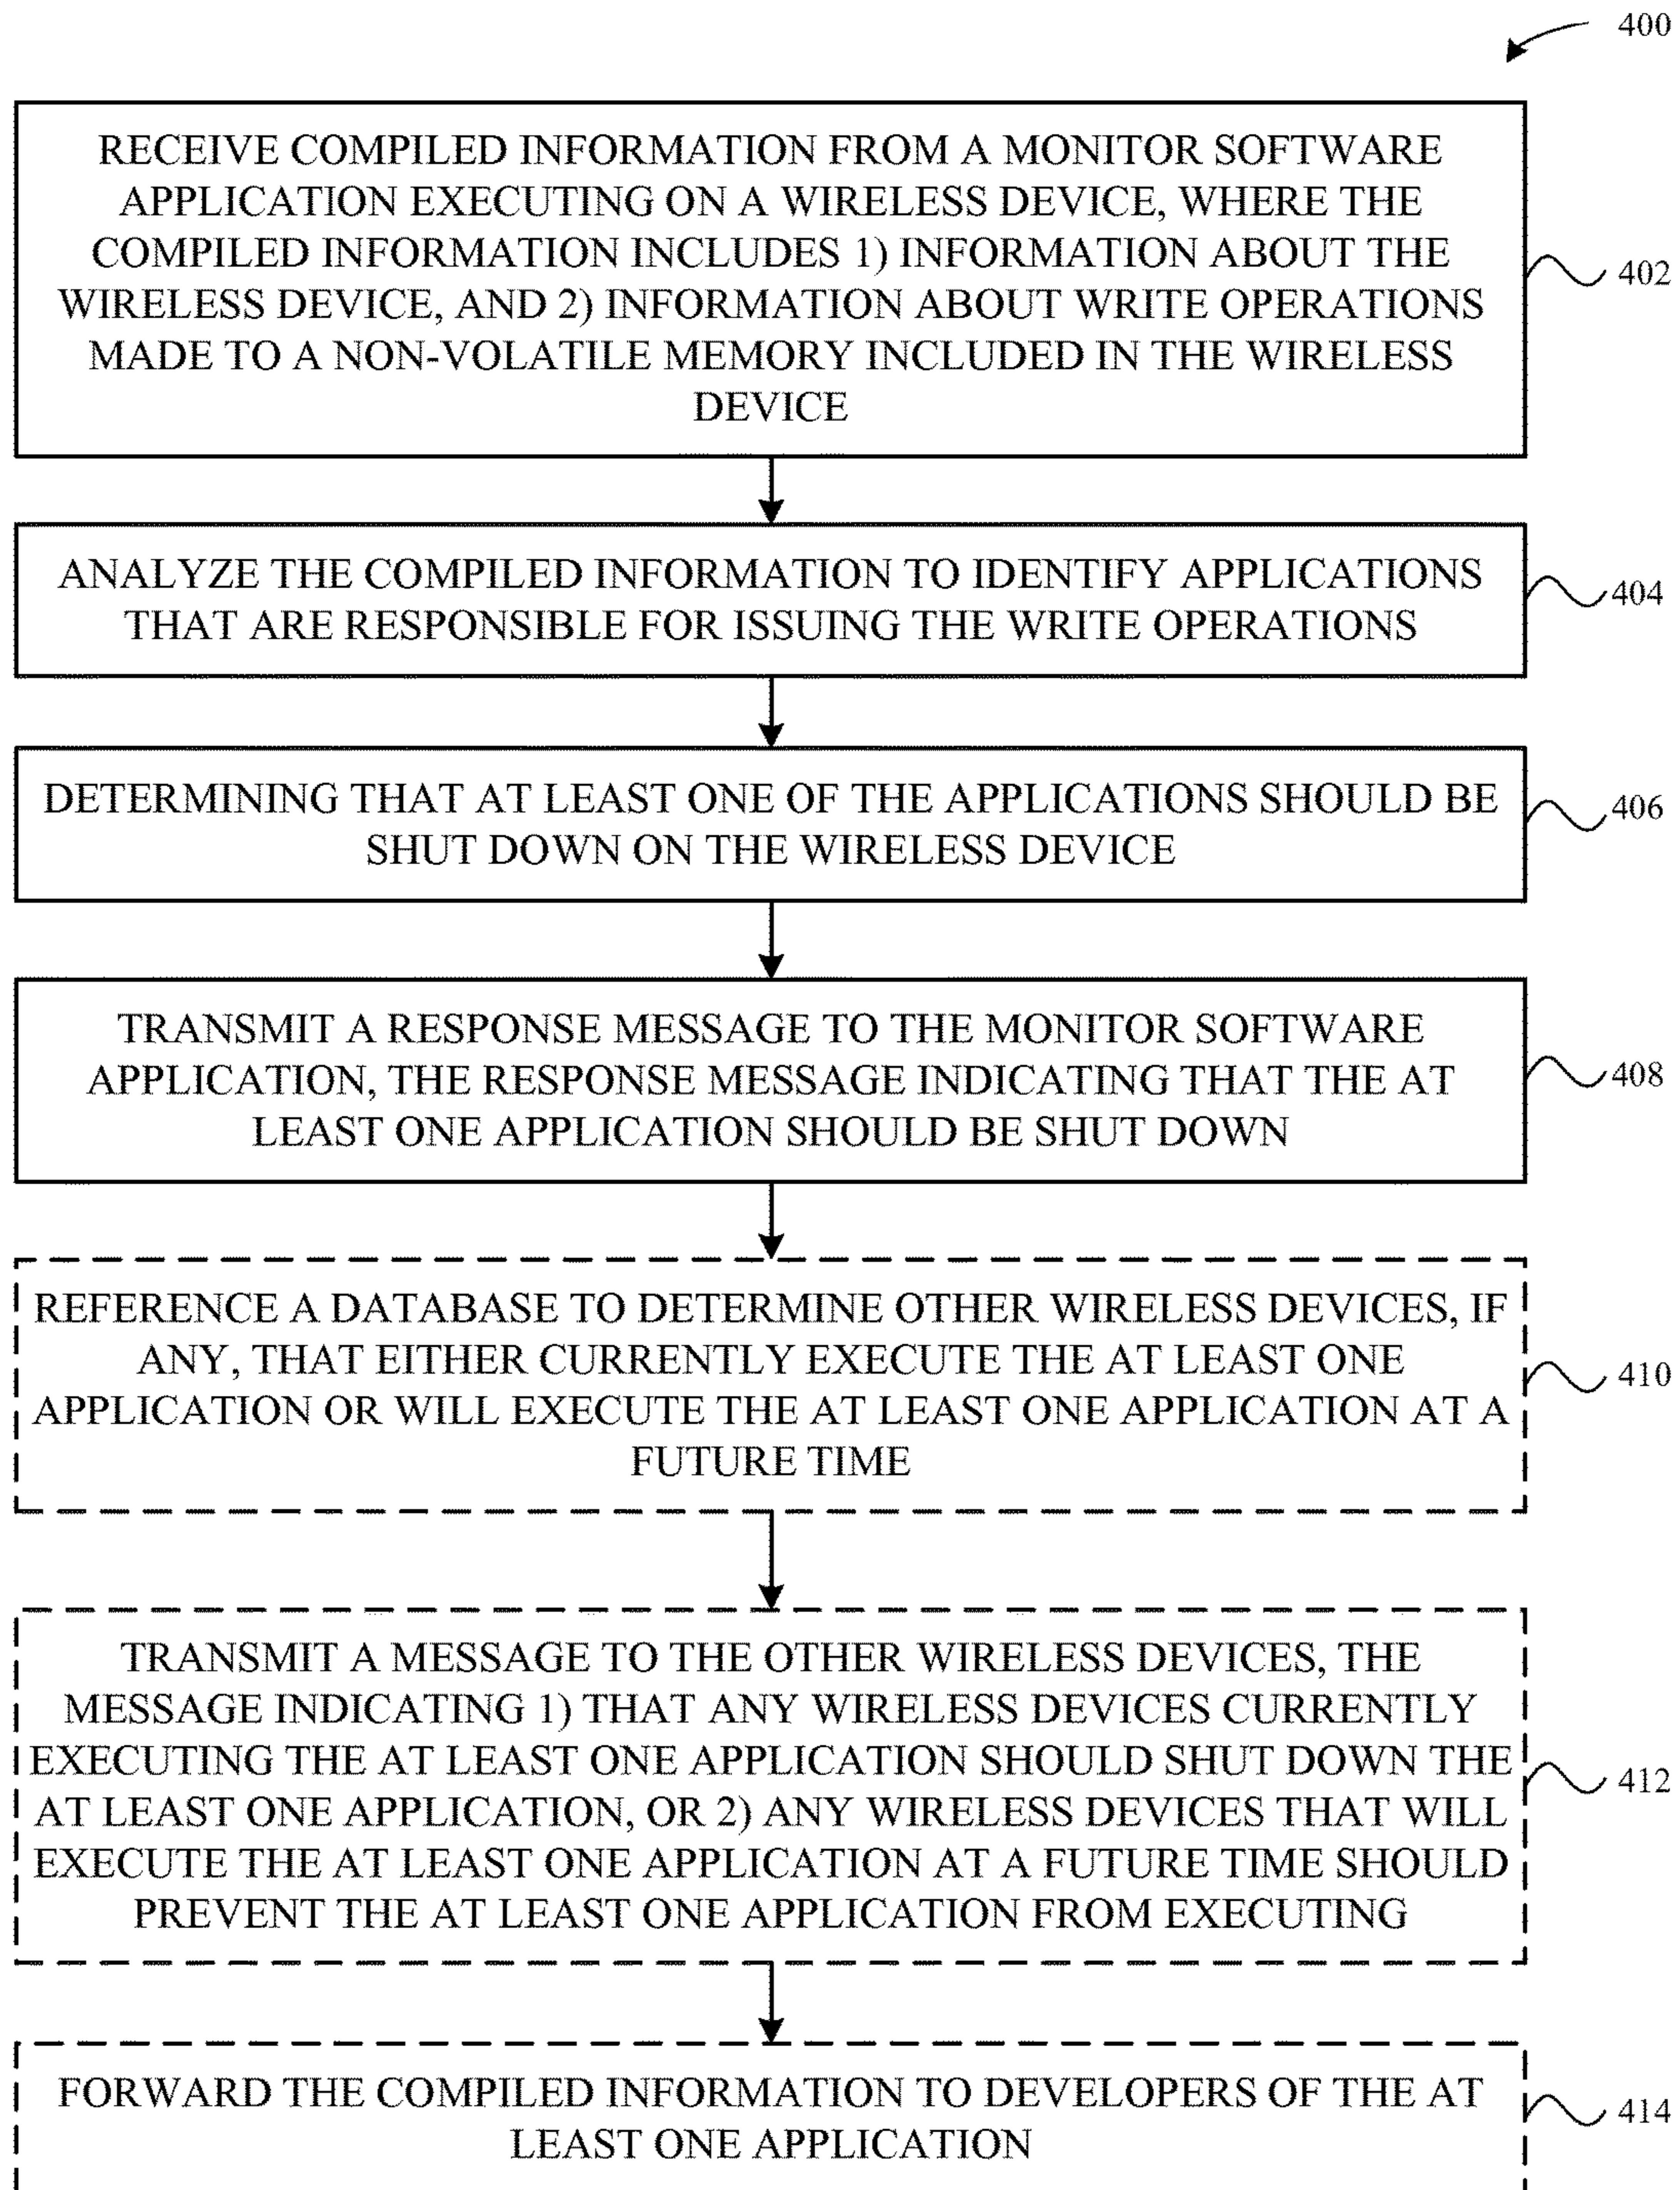 400
RECEIVE COMPILED INFORMATION FROM A MONITOR SOFTWARE
APPLICATION EXECUTING ON A WIRELESS DEVICE, WHERE THE
COMPILED INFORMATION INCLUDES 1) INFORMATION ABOUT THE
WIRELESS DEVICE, AND 2) INFORMATION ABOUT WRITE OPERATIONS
MADE TO A NON-VOLATILE MEMORY INCLUDED IN THE WIRELESS
DEVICE
402
ANALYZE THE COMPILED INFORMATION TO IDENTIFY APPLICATIONS
THAT ARE RESPONSIBLE FOR ISSUING THE WRITE OPERATIONS
404
DETERMINING THAT AT LEAST ONE OF THE APPLICATIONS SHOULD BE
SHUT DOWN ON THE WIRELESS DEVICE
406
TRANSMIT A RESPONSE MESSAGE TO THE MONITOR SOFTWARE
APPLICATION, THE RESPONSE MESSAGE INDICATING THAT THE AT
LEAST ONE APPLICATION SHOULD BE SHUT DOWN
408
REFERENCE A DATABASE TO DETERMINE OTHER WIRELESS DEVICES, IF
ANY, THAT EITHER CURRENTLY EXECUTE THE AT LEAST ONE
APPLICATION OR WILL EXECUTE THE AT LEAST ONE APPLICATION AT A
FUTURE TIME
410
TRANSMIT A MESSAGE TO THE OTHER WIRELESS DEVICES, THE
MESSAGE INDICATING 1) THAT ANY WIRELESS DEVICES CURRENTLY
EXECUTING THE AT LEAST ONE APPLICATION SHOULD SHUT DOWN THE
AT LEAST ONE APPLICATION, OR 2) ANY WIRELESS DEVICES THAT WILL
EXECUTE THE AT LEAST ONE APPLICATION AT A FUTURE TIME SHOULD
PREVENT THE AT LEAST ONE APPLICATION FROM EXECUTING
412
FORWARD THE COMPILED INFORMATION TO DEVELOPERS OF THE AT
LEAST ONE APPLICATION
414